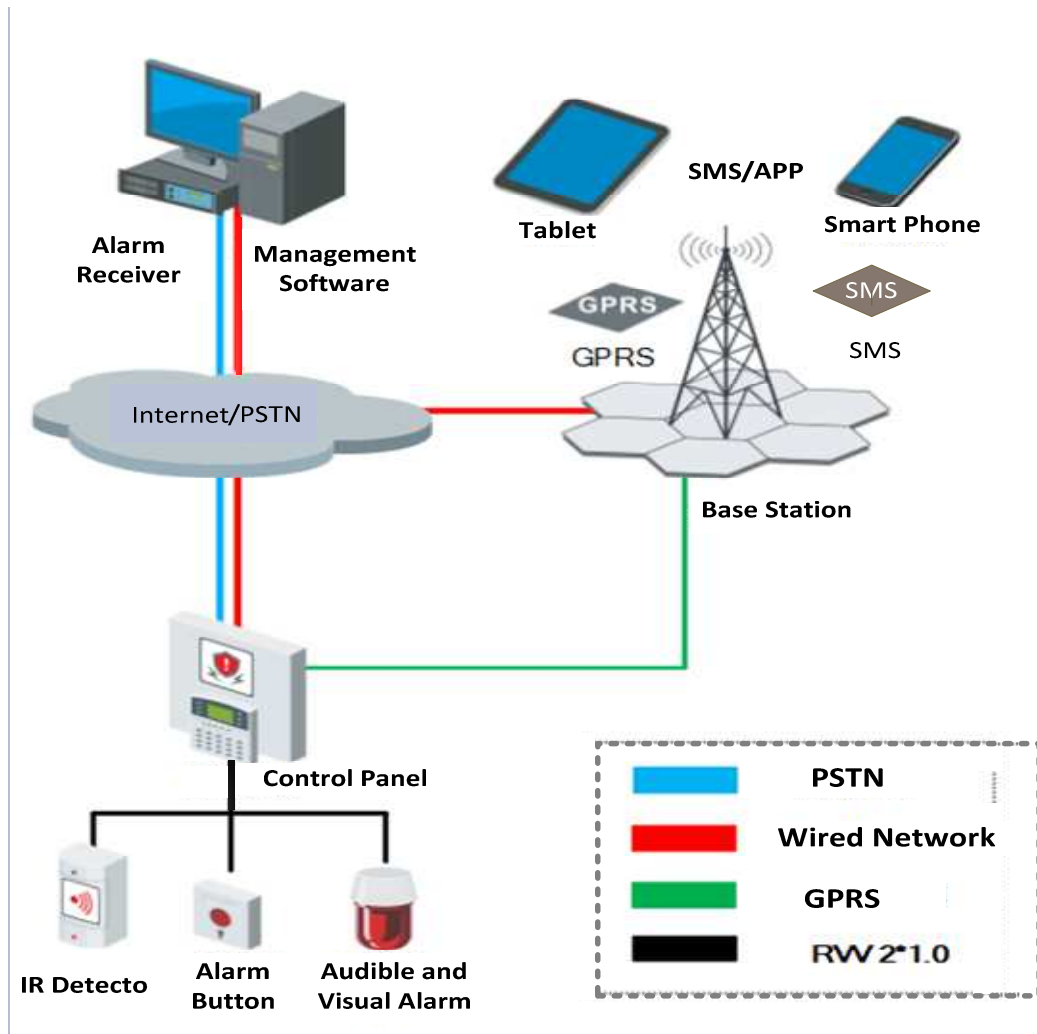 SMS/APP
Tablet
Smart Phone
Alarm
Receiver
Management
Software
GPRS
SMS
GPRS
SMS
Internet/PSTN
Base Station
Control Panel
PSTN
Wired Network
GPRS
RVV 2*1.0
IR Detecto
Alarm
Button
Audible and
Visual Alarm